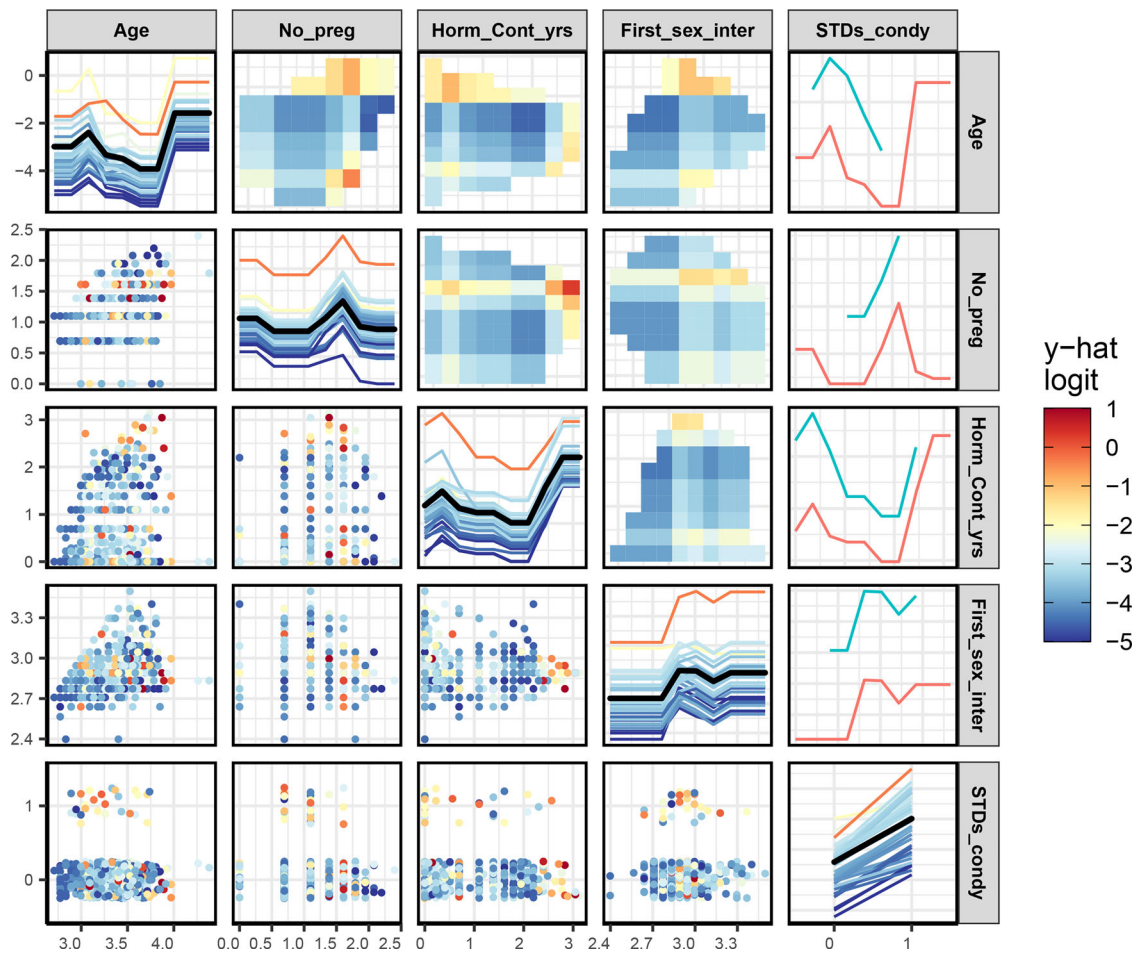 Age No_preg Horm_Cont_yrs First_sex_inter STDs_condy
0
−2
−4
Age
2.5
2.0
1.5
1.0
0.5
0.0
No_preg
3
2
1
0
Horm_Cont_yrs
3.3
3.0
2.7
2.4
First_sex_inter
1
0
STDs_condy
3.0 3.5 4.0 0.0 0.5 1.0 1.5 2.0 2.5 0 1 2 3 2.4 2.7 3.0 3.3 0 1
y−hat
logit
1
0
−1
−2
−3
−4
−5